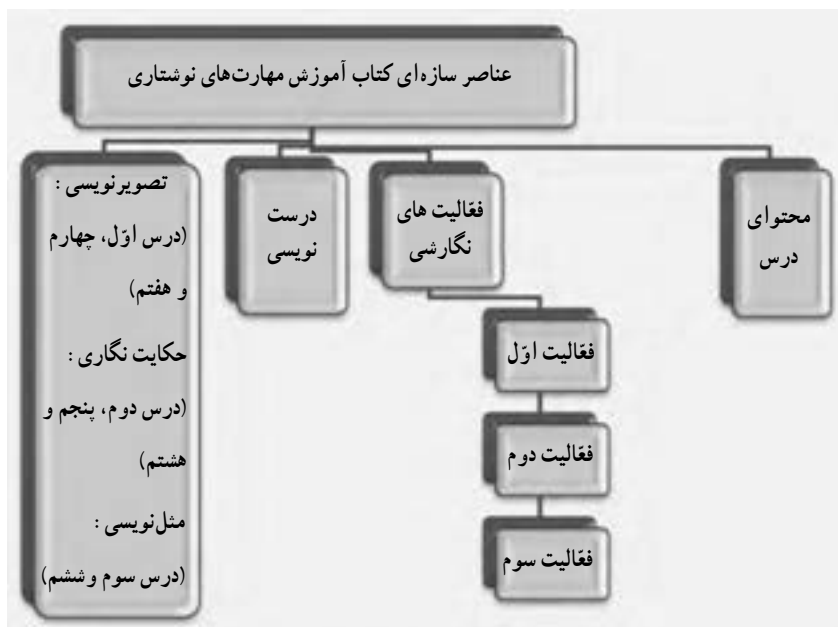 عناصر سازه‌ای کتاب آموزش مهارت‌های نوشتاری
محتوای
درس
فعّالیت های
نگارشی
فعّالیت اوّل
فعّالیت دوم
فعّالیت سوم
درست
نویسی
تصویرنویسی :
(درس اوّل، چهارم
و هفتم)
حکایت نگاری :
(درس دوم، پنجم و
هشتم)
مثل‌نویسی :
(درس سوم و ششم)